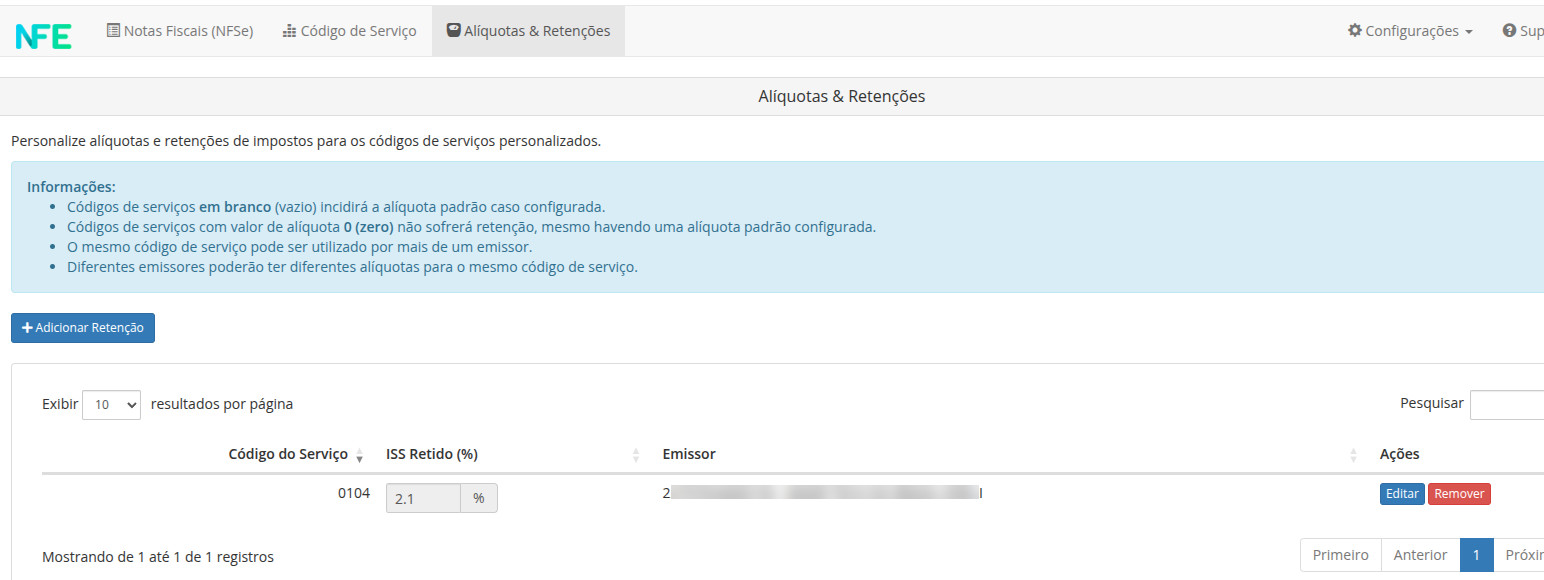 NFE Notas Fiscais (NFSe) Código de Serviço Alíquotas & Retenções Configurações
Alíquotas & Retenções
Personalize alíquotas e retenções de impostos para os códigos de serviços personalizados.
Informações:
Códigos de serviços em branco (vazio) incidirá a alíquota padrão caso configurada.
Códigos de serviços com valor de alíquota 0 (zero) não sofrerá retenção, mesmo havendo uma alíquota padrão configurada.
O mesmo código de serviço pode ser utilizado por mais de um emissor.
Diferentes emissores poderão ter diferentes alíquotas para o mesmo código de serviço.
Adicionar Retenção
Exibir 10 resultados por página Pesquisar
Código do Serviço ISS Retido (%) Emissor Ações
0104 2.1 % 2 Editar Remover
Mostrando de 1 até 1 de 1 registros Primeiro Anterior 1